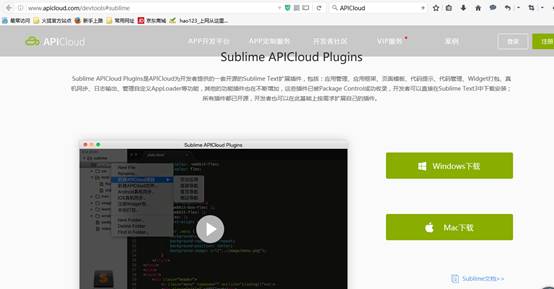 www.apicloud.com/devtools#sublime
APICloud
最常访问 火狐官方站点 新手上路 常用网址 京东商城 hao123_上网从这里...
APICloud APP开发平台 APP定制服务 开发者社区 VIP服务 案例 登录 注册
Sublime APICloud Plugins
Sublime APICloud Plugins是APICloud为开发者提供的一套开源的Sublime Text扩展插件，包括：应用管理、应用框架、页面模板、代码提示、代码管理、Widget打包、真
机同步、日志输出、管理自定义AppLoader等功能，其他的功能插件也在不断增加，这些插件已被Package Control成功收录，开发者可以直接在Sublime Text3中下载安装；
所有插件都已开源，开发者也可以在此基础上按需求扩展自己的插件。
Sublime APICloud Plugins
New File
Rename...
New Folder...
Delete Folder
Find in Folder...
Windows下载
Mac下载
Sublime文档>>